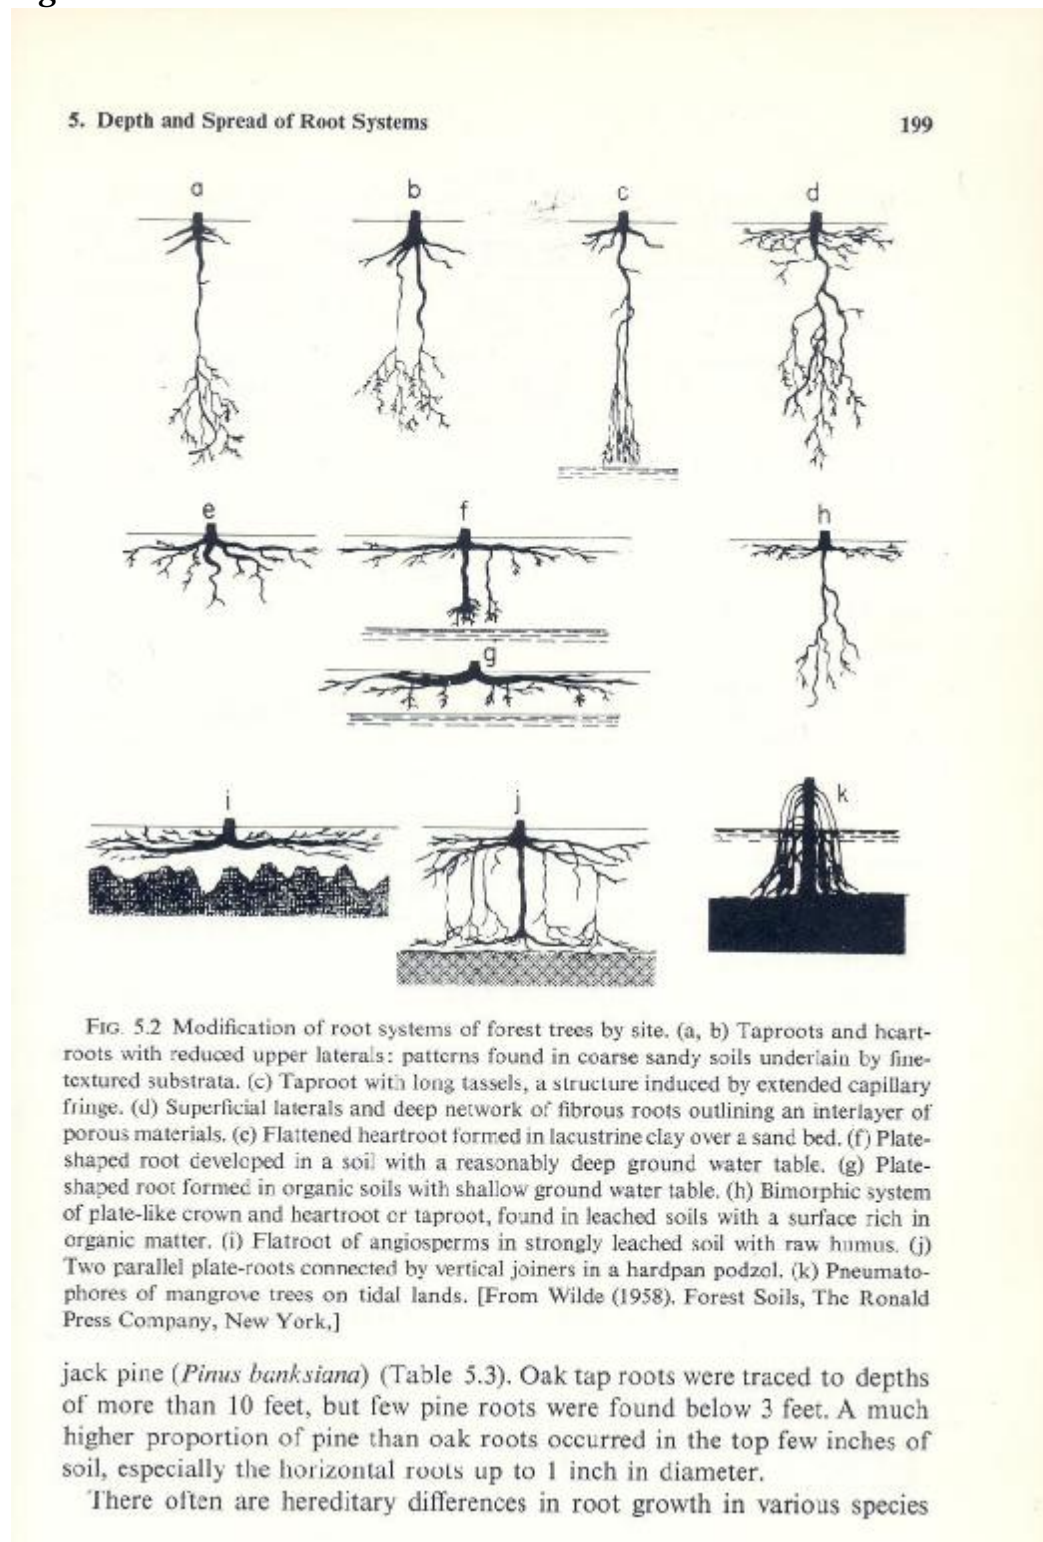 5. Depth and Spread of Root Systems 199
a b c d
e f h
g
i j k
FIG. 5.2 Modification of root systems of forest trees by site. (a, b) Taproots and heart-
roots with reduced upper laterals: patterns found in coarse sandy soils underlain by fine-
textured substrata. (c) Taproot with long tassels, a structure induced by extended capillary
fringe. (d) Superficial laterals and deep network of fibrous roots outlining an interlayer of
porous materials. (e) Flattened heartroot formed in lacustrine clay over a sand bed. (f) Plate-
shaped root developed in a soil with a reasonably deep ground water table. (g) Plate-
shaped root formed in organic soils with shallow ground water table. (h) Bimorphic system
of plate-like crown and heartroot or taproot, found in leached soils with a surface rich in
organic matter. (i) Flatroot of angiosperms in strongly leached soil with raw humus. (j)
Two parallel plate-roots connected by vertical joiners in a hardpan podzol. (k) Pneumato-
phores of mangrove trees on tidal lands. [From Wilde (1958). Forest Soils, The Ronald
Press Company, New York.]
jack pine (Pinus banksiana) (Table 5.3). Oak tap roots were traced to depths
of more than 10 feet, but few pine roots were found below 3 feet. A much
higher proportion of pine than oak roots occurred in the top few inches of
soil, especially the horizontal roots up to 1 inch in diameter.
There often are hereditary differences in root growth in various species